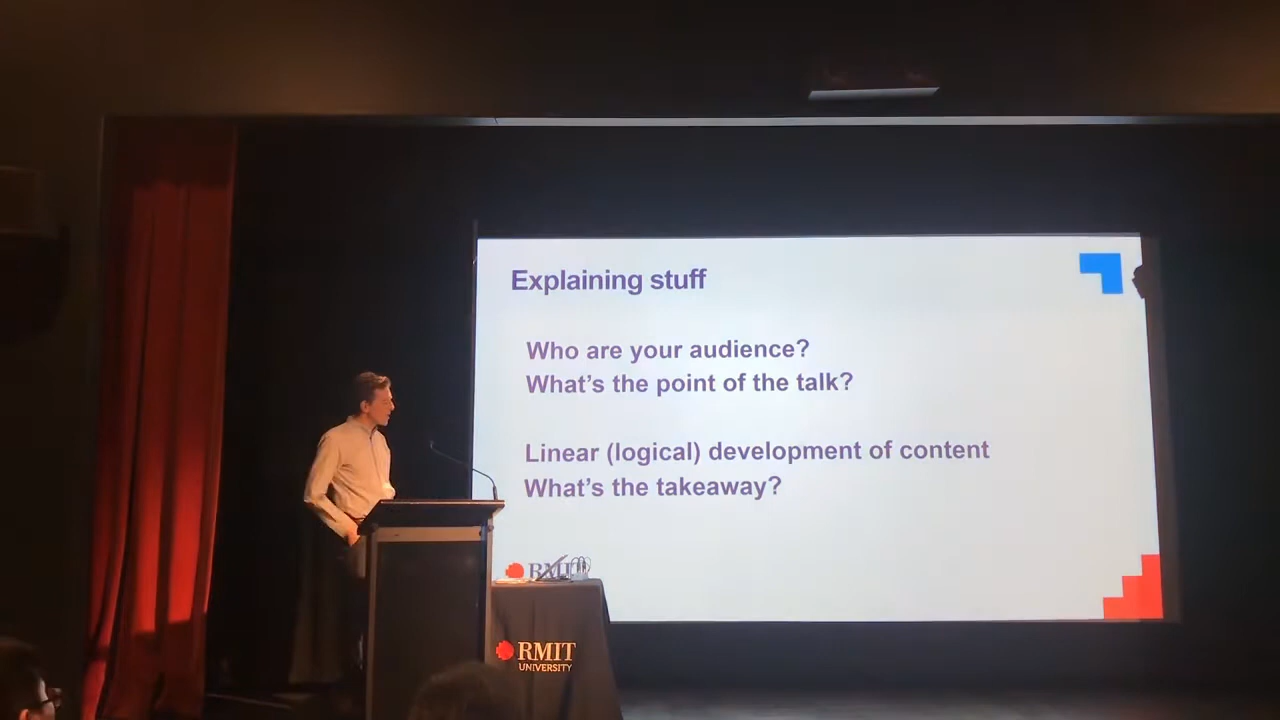 Explaining stuff
Who are your audience?
What's the point of the talk?
Linear (logical) development of content
What's the takeaway?
RMIT
RMIT
UNIVERSITY